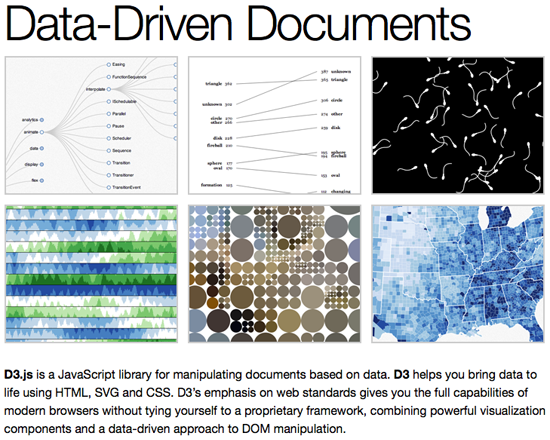 Data-Driven Documents
Easing
FunctionSequence
interpolate
ISchedulable
Parallel
Pause
Scheduler
Sequence
Transition
Transitioner
TransitionEvent
analytics
animate
data
display
flex
triangle
unknown
circle
other
disk
fireball
sphere
oval
formation
unknown
triangle
circle
other
disk
sphere
fireball
oval
changing
D3.js is a JavaScript library for manipulating documents based on data. D3 helps you bring data to
life using HTML, SVG and CSS. D3's emphasis on web standards gives you the full capabilities of
modern browsers without tying yourself to a proprietary framework, combining powerful visualization
components and a data-driven approach to DOM manipulation.